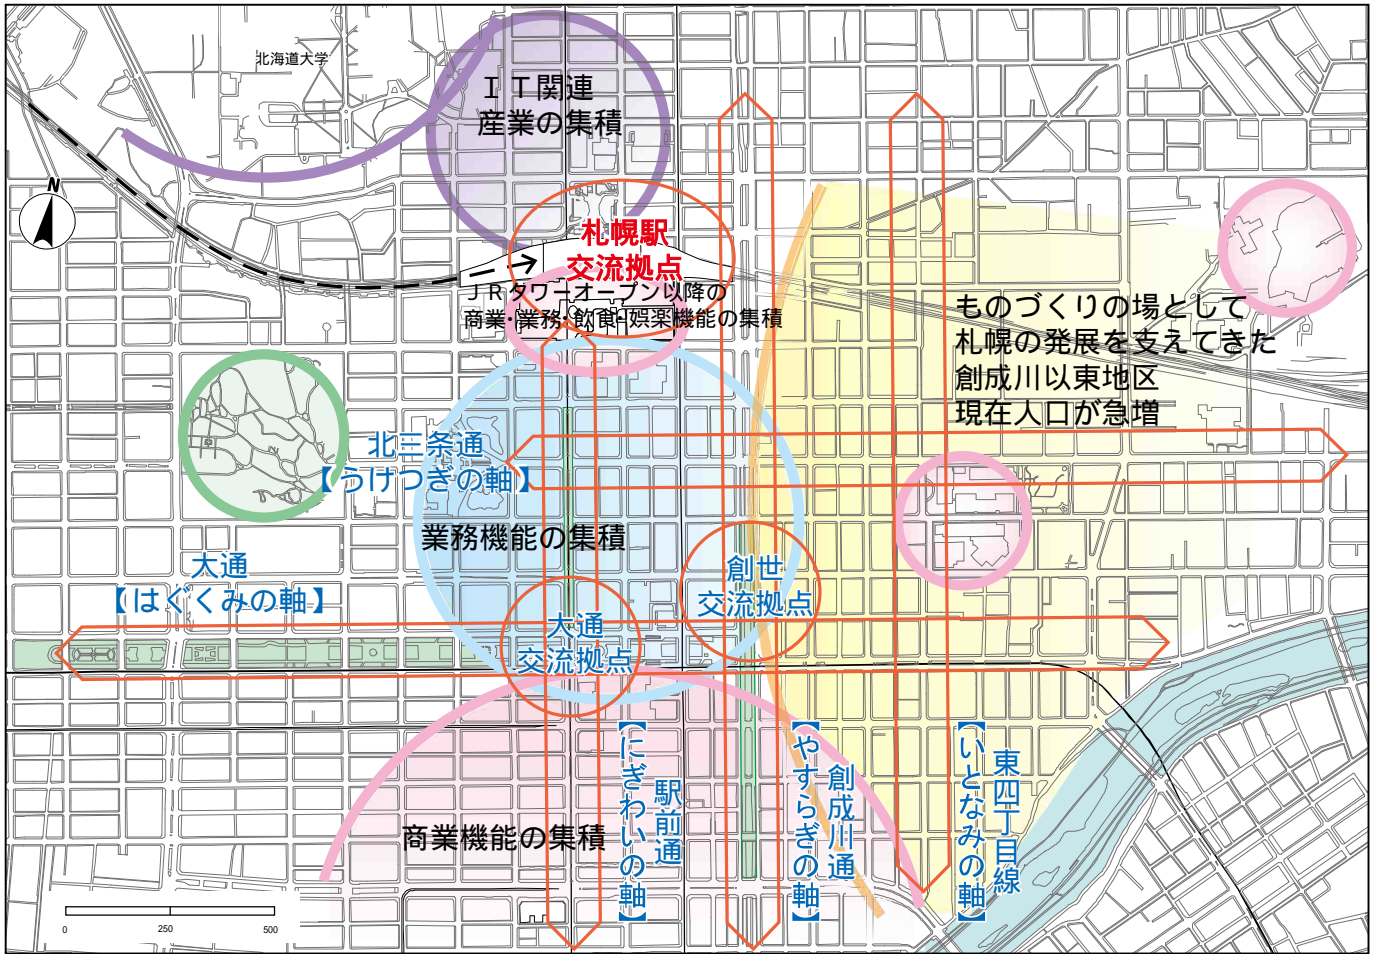 北海道大学
ＩＴ関連
産業の集積
N
札幌駅
交流拠点
ＪＲタワーオープン以降の
商業・業務・飲食・娯楽機能の集積
ものづくりの場として
札幌の発展を支えてきた
創成川以東地区
現在人口が急増
北三条通
【うけつぎの軸】
業務機能の集積
大通
【はぐくみの軸】
創世
交流拠点
大通
交流拠点
駅前通
【にぎわいの軸】
創成川通
【やすらぎの軸】
東四丁目線
【いとなみの軸】
商業機能の集積
0 250 500